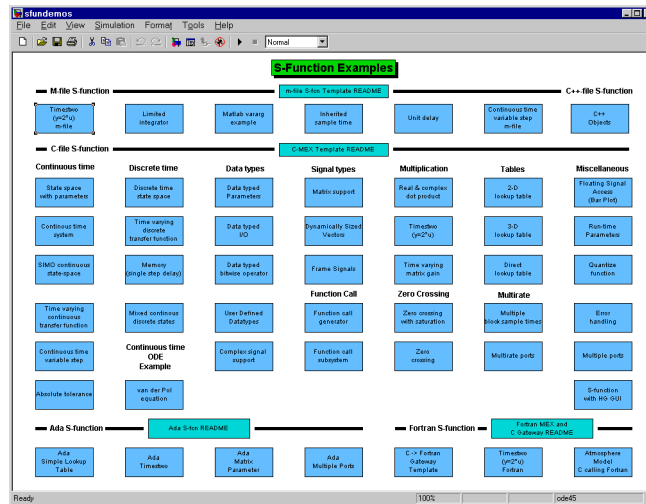 sfundemos
File Edit View Simulation Format Tools Help
Normal
S-Function Examples
M-file S-function
m-file S-fcn Template README
C++-file S-function
Timestwo
(y=2*u)
m-file
Limited
integrator
Matlab vararg
example
Inherited
sample time
Unit delay
Continuous time
variable step
m-file
C++
Objects
C-file S-function
C-MEX Template README
Continuous time
Discrete time
Data types
Signal types
Multiplication
Tables
Miscellaneous
State space
with parameters
Discrete time
state space
Data typed
Parameters
Matrix support
Real & complex
dot product
2-D
lookup table
Floating Signal
Access
(Bar Plot)
Continous time
system
Time varying
discrete
transfer function
Data typed
I/O
Dynamically Sized
Vectors
Timestwo
(y=2*u)
3-D
lookup table
Run-time
Parameters
SIMO continuous
state-space
Memory
(single step delay)
Data typed
bitwise operator
Frame Signals
Time varying
matrix gain
Direct
lookup table
Quantize
function
Function Call
Zero Crossing
Multirate
Time varying
continuous
transfer function
Mixed continous
discrete states
User Defined
Datatypes
Function call
generator
Zero crossing
with saturation
Multiple
block sample times
Error
handling
Continuous time
variable step
Continuous time
ODE
Example
Complex signal
support
Function call
subsystem
Zero
crossing
Multirate ports
Multiple ports
Absolute tolerance
van der Pol
equation
S-function
with HG GUI
Ada S-function
Ada S-fcn README
Fortran S-function
Fortran MEX and
C Gateway README
Ada
Simple Lookup
Table
Ada
Timestwo
Ada
Matrix
Parameter
Ada
Multiple Ports
C -> Fortran
Gateway
Template
Timestwo
(y=2*u)
Fortran
Atmosphere
Model
C calling Fortran
Ready
100%
ode45